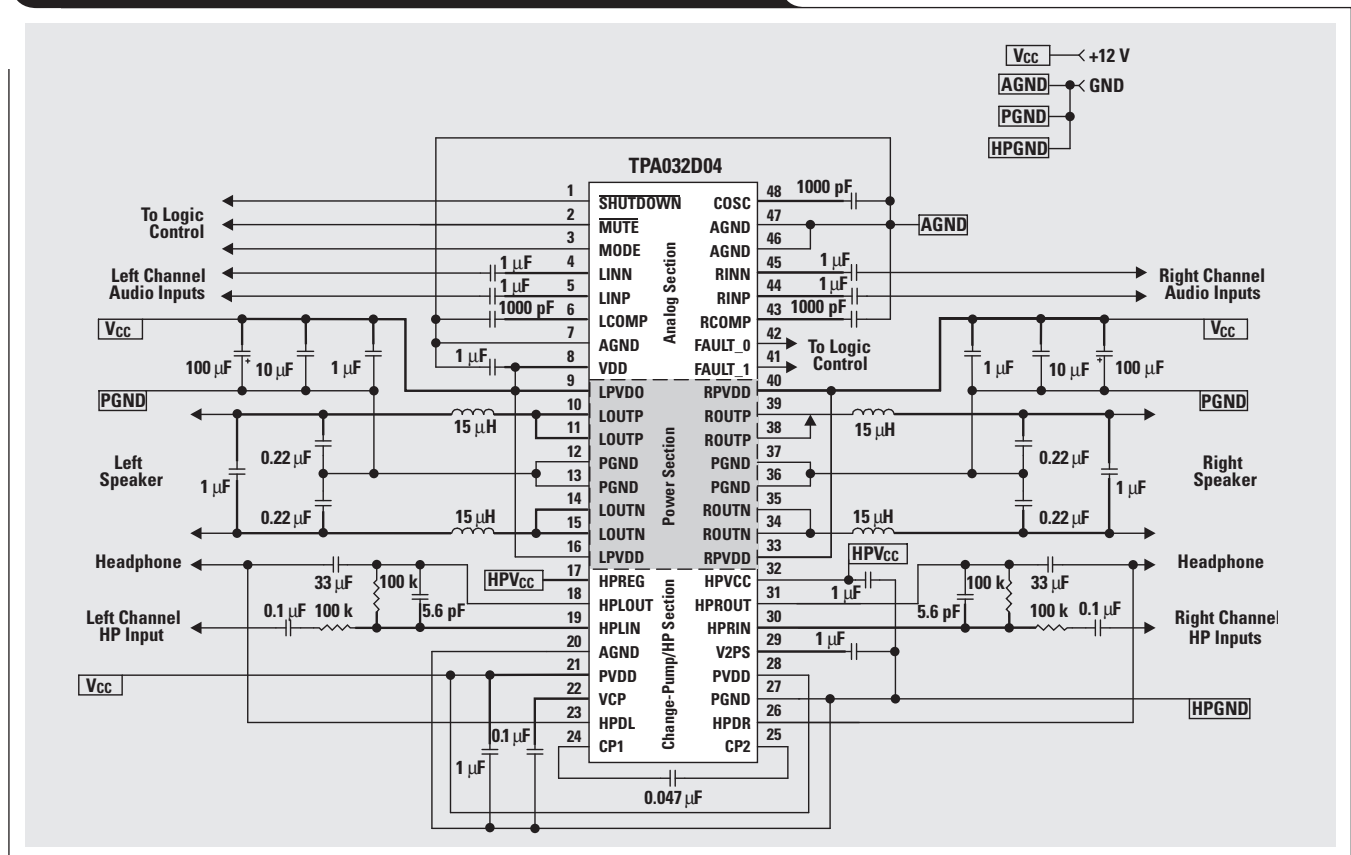 VCC +12 V
AGND GND
PGND
HPGND
TPA032D04
To Logic
Control
Left Channel
Audio Inputs
VCC
100 µF
+
10 µF
1 µF
PGND
Left
Speaker
1 µF
0.22 µF
0.22 µF
15 µH
15 µH
1 µF
1 µF
1000 pF
1 µF
Headphone
33 µF
100 k
5.6 pF
HPVCC
0.1 µF
100 k
Left Channel
HP Input
VCC
1 µF
0.1 µF
0.047 µF
1 SHUTDOWN
2 MUTE
3 MODE
4 LINN
5 LINP
6 LCOMP
7 AGND
8 VDD
9 LPVDO
10 LOUTP
11 LOUTP
12 PGND
13 PGND
14 LOUTN
15 LOUTN
16 LPVDD
17 HPREG
18 HPLOUT
19 HPLIN
20 AGND
21 PVDD
22 VCP
23 HPDL
24 CP1
Analog Section
Power Section
Change-Pump/HP Section
COSC 48
AGND 47
AGND 46
RINN 45
RINP 44
RCOMP 43
FAULT_0 42
FAULT_1 41
RPVDD 40
ROUTP 39
ROUTP 38
PGND 37
PGND 36
ROUTN 35
ROUTN 34
RPVDD 33
HPVCC 32
HPROUT 31
HPRIN 30
V2PS 29
PVDD 28
PGND 27
HPDR 26
CP2 25
1000 pF
AGND
1 µF
1 µF
1000 pF
Right Channel
Audio Inputs
To Logic
Control
VCC
1 µF
10 µF
+
100 µF
PGND
15 µH
0.22 µF
0.22 µF
1 µF
Right
Speaker
15 µH
HPVCC
1 µF
Headphone
100 k
33 µF
5.6 pF
100 k
0.1 µF
Right Channel
HP Inputs
1 µF
HPGND